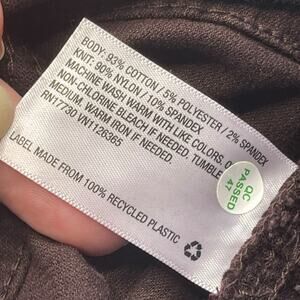 BODY: 93% COTTON / 5% POLYESTER / 2% SPANDEX
KNIT: 90% NYLON / 10% SPANDEX
MACHINE WASH WARM WITH LIKE COLORS.
NON-CHLORINE BLEACH IF NEEDED. TUMBLE
MEDIUM. WARM IRON IF NEEDED.
RN17730 VN1126365
LABEL MADE FROM 100% RECYCLED PLASTIC
QC
PASSED
47